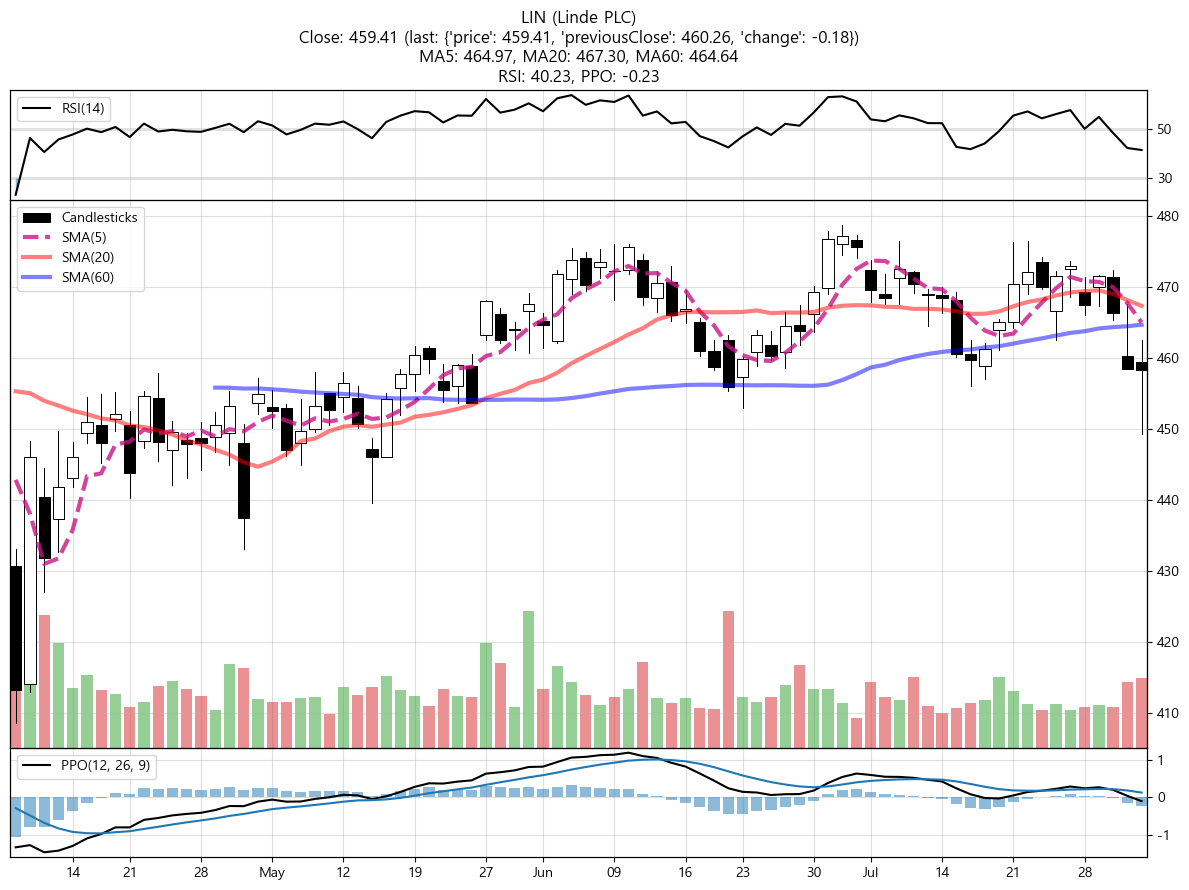 LIN (Linde PLC)
Close: 459.41 (last: {'price': 459.41, 'previousClose': 460.26, 'change': -0.18})
MA5: 464.97, MA20: 467.30, MA60: 464.64
RSI: 40.23, PPO: -0.23
RSI(14)
50
30
Candlesticks
SMA(5)
SMA(20)
SMA(60)
480
470
460
450
440
430
420
410
PPO(12, 26, 9)
1
0
-1
14 21 28 May 12 19 27 Jun 09 16 23 30 Jul 14 21 28